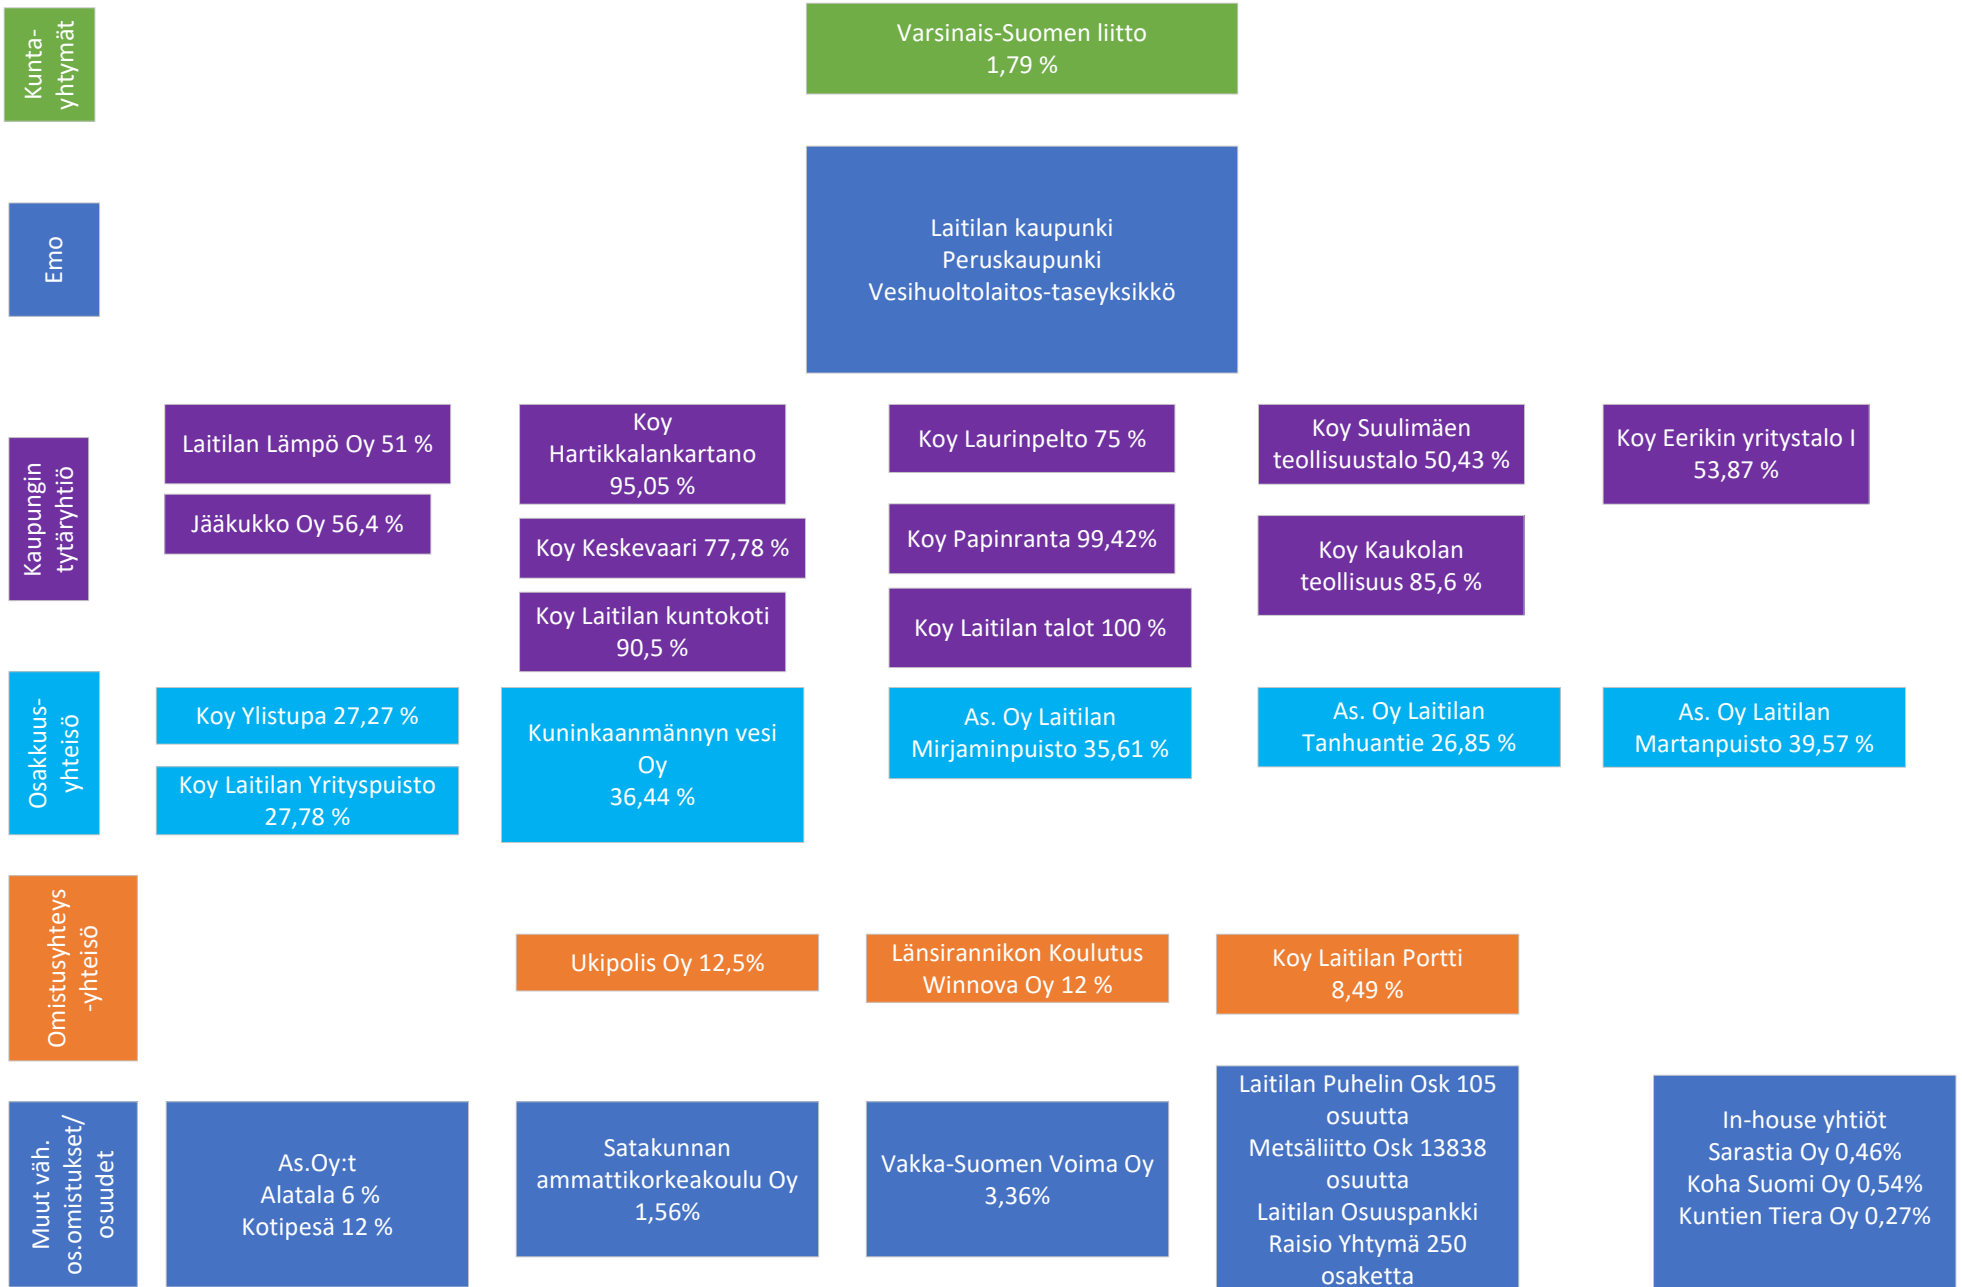 Kunta-
yhtymät
Varsinais-Suomen liitto
1,79 %
Emo
Laitilan kaupunki
Peruskaupunki
Vesihuoltolaitos-taseyksikkö
Kaupungin
tytäryhtiö
Laitilan Lämpö Oy 51 %
Jääkukko Oy 56,4 %
Koy
Hartikkalankartano
95,05 %
Koy Keskevaari 77,78 %
Koy Laitilan kuntokoti
90,5 %
Koy Laurinpelto 75 %
Koy Papinranta 99,42%
Koy Laitilan talot 100 %
Koy Suulimäen
teollisuustalo 50,43 %
Koy Kaukolan
teollisuus 85,6 %
Koy Eerikin yritystalo I
53,87 %
Osakkuus-
yhteisö
Koy Ylistupa 27,27 %
Koy Laitilan Yrityspuisto
27,78 %
Kuninkaanmännyn vesi
Oy
36,44 %
As. Oy Laitilan
Mirjaminpuisto 35,61 %
As. Oy Laitilan
Tanhuantie 26,85 %
As. Oy Laitilan
Martanpuisto 39,57 %
Omistusyhteys
-yhteisö
Ukipolis Oy 12,5%
Länsirannikon Koulutus
Winnova Oy 12 %
Koy Laitilan Portti
8,49 %
Muut väh.
os.omistukset/
osuudet
As.Oy:t
Alatala 6 %
Kotipesä 12 %
Satakunnan
ammattikorkeakoulu Oy
1,56%
Vakka-Suomen Voima Oy
3,36%
Laitilan Puhelin Osk 105
osuutta
Metsäliitto Osk 13838
osuutta
Laitilan Osuuspankki
Raisio Yhtymä 250
osaketta
In-house yhtiöt
Sarastia Oy 0,46%
Koha Suomi Oy 0,54%
Kuntien Tiera Oy 0,27%